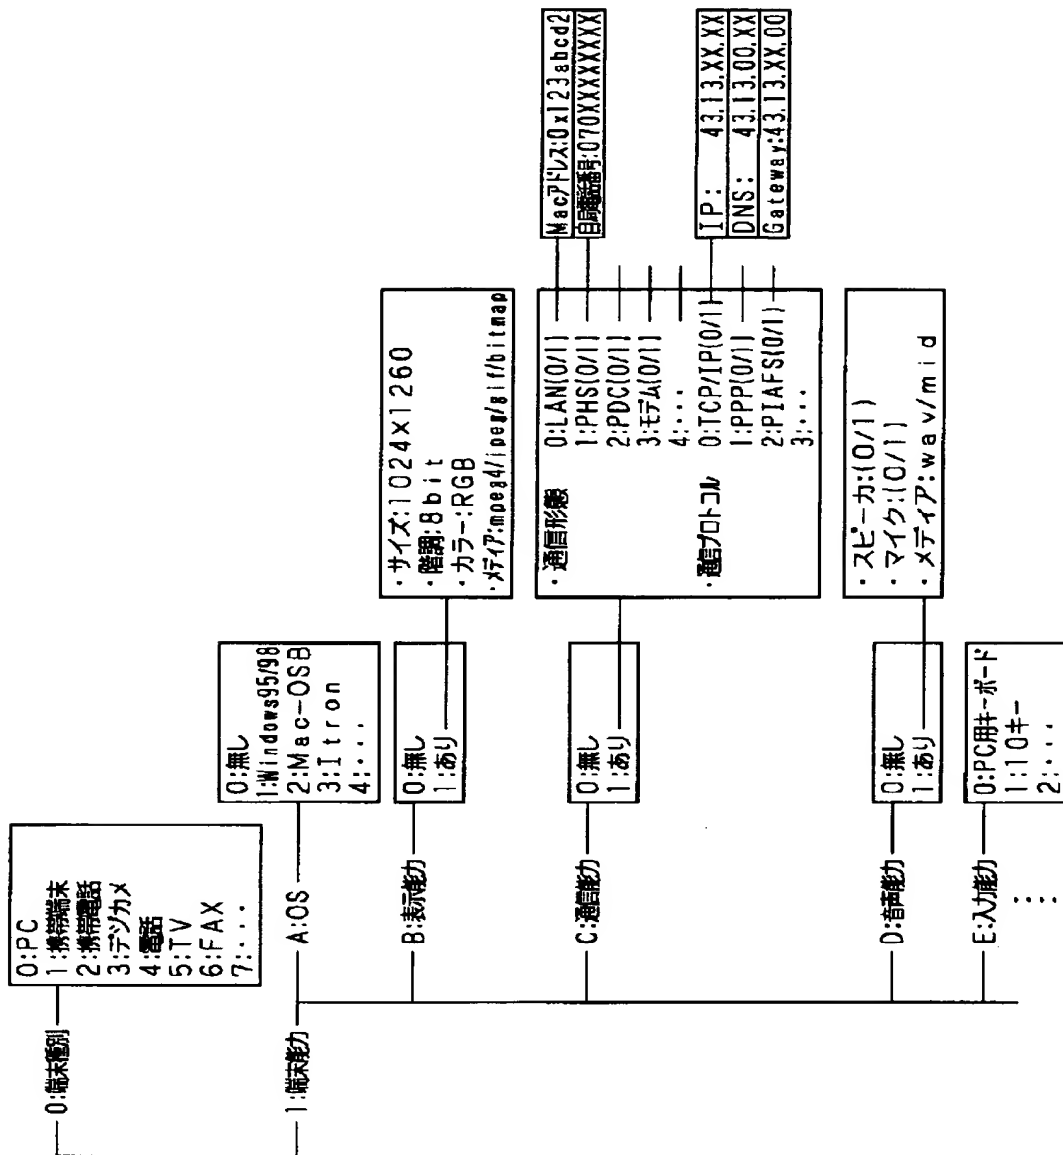 0:端末種別
0:PC
1:携帯端末
2:携帯電話
3:デジカメ
4:電話
5:TV
6:FAX
7:...
1:端末能力
A:OS
0:無し
1:Windows95/98
2:Mac-OSB
3:Itron
4:...
B:表示能力
0:無し
1:あり
・サイズ:1024×1260
・階調:8bit
・カラー:RGB
・メディア:mpeg4/jpeg/gif/bitmap
C:通信能力
0:無し
1:あり
・通信形態
0:LAN(0/1)
1:PHS(0/1)
2:PDC(0/1)
3:モデム(0/1)
4:...
Macアドレス:0x123abcd2
自局電話番号:070XXXXXXXX
・通信プロトコル
0:TCP/IP(0/1)
1:PPP(0/1)
2:PIAFS(0/1)
3:...
IP: 43.13.XX.XX
DNS: 43.13.00.XX
Gateway:43.13.XX.00
D:音声能力
0:無し
1:あり
・スピーカ:(0/1)
・マイク:(0/1)
・メディア:wav/mid
E:入力能力
0:PC用キーボード
1:10キー
2:...